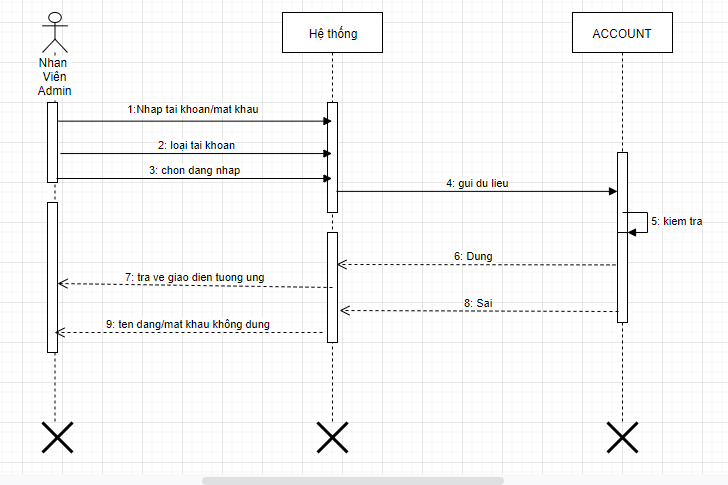 Nhan
Viên
Admin
Hệ thống
ACCOUNT
1:Nhap tai khoan/mat khau
2: loại tai khoan
3: chon dang nhap
4: gui du lieu
5: kiem tra
6: Dung
7: tra ve giao dien tuong ung
8: Sai
9: ten dang/mat khau không dung